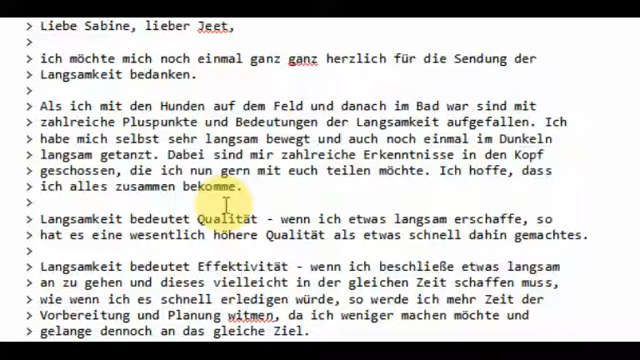 > Liebe Sabine, lieber Jeet,
>
> ich möchte mich noch einmal ganz ganz herzlich für die Sendung der
> Langsamkeit bedanken.
>
> Als ich mit den Hunden auf dem Feld und danach im Bad war sind mit
> zahlreiche Pluspunkte und Bedeutungen der Langsamkeit aufgefallen. Ich
> habe mich selbst sehr langsam bewegt und auch noch einmal im Dunkeln
> langsam getanzt. Dabei sind mir zahlreiche Erkenntnisse in den Kopf
> geschossen, die ich nun gern mit euch teilen möchte. Ich hoffe, dass
> ich alles zusammen bekomme.
>
> Langsamkeit bedeutet Qualität - wenn ich etwas langsam erschaffe, so
> hat es eine wesentlich höhere Qualität als etwas schnell dahin gemachtes.
>
> Langsamkeit bedeutet Effektivität - wenn ich beschließe etwas langsam
> an zu gehen und dieses vielleicht in der gleichen Zeit schaffen muss,
> wie wenn ich es schnell erledigen würde, so werde ich mehr Zeit der
> Vorbereitung und Planung witmen, da ich weniger machen möchte und
> gelange dennoch an das gleiche Ziel.